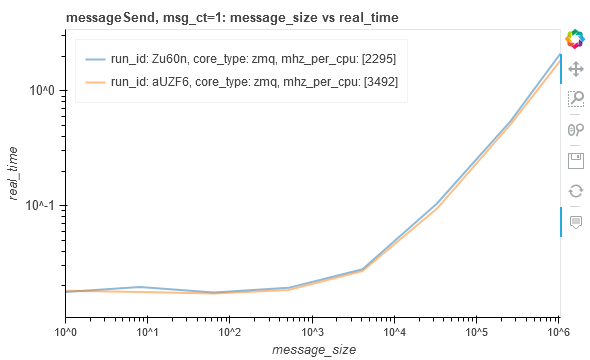 messageSend, msg_ct=1: message_size vs real_time
run_id: Zu60n, core_type: zmq, mhz_per_cpu: [2295]
run_id: aUZF6, core_type: zmq, mhz_per_cpu: [3492]
10^0
real_time
10^-1
10^0 10^1 10^2 10^3 10^4 10^5 10^6
message_size